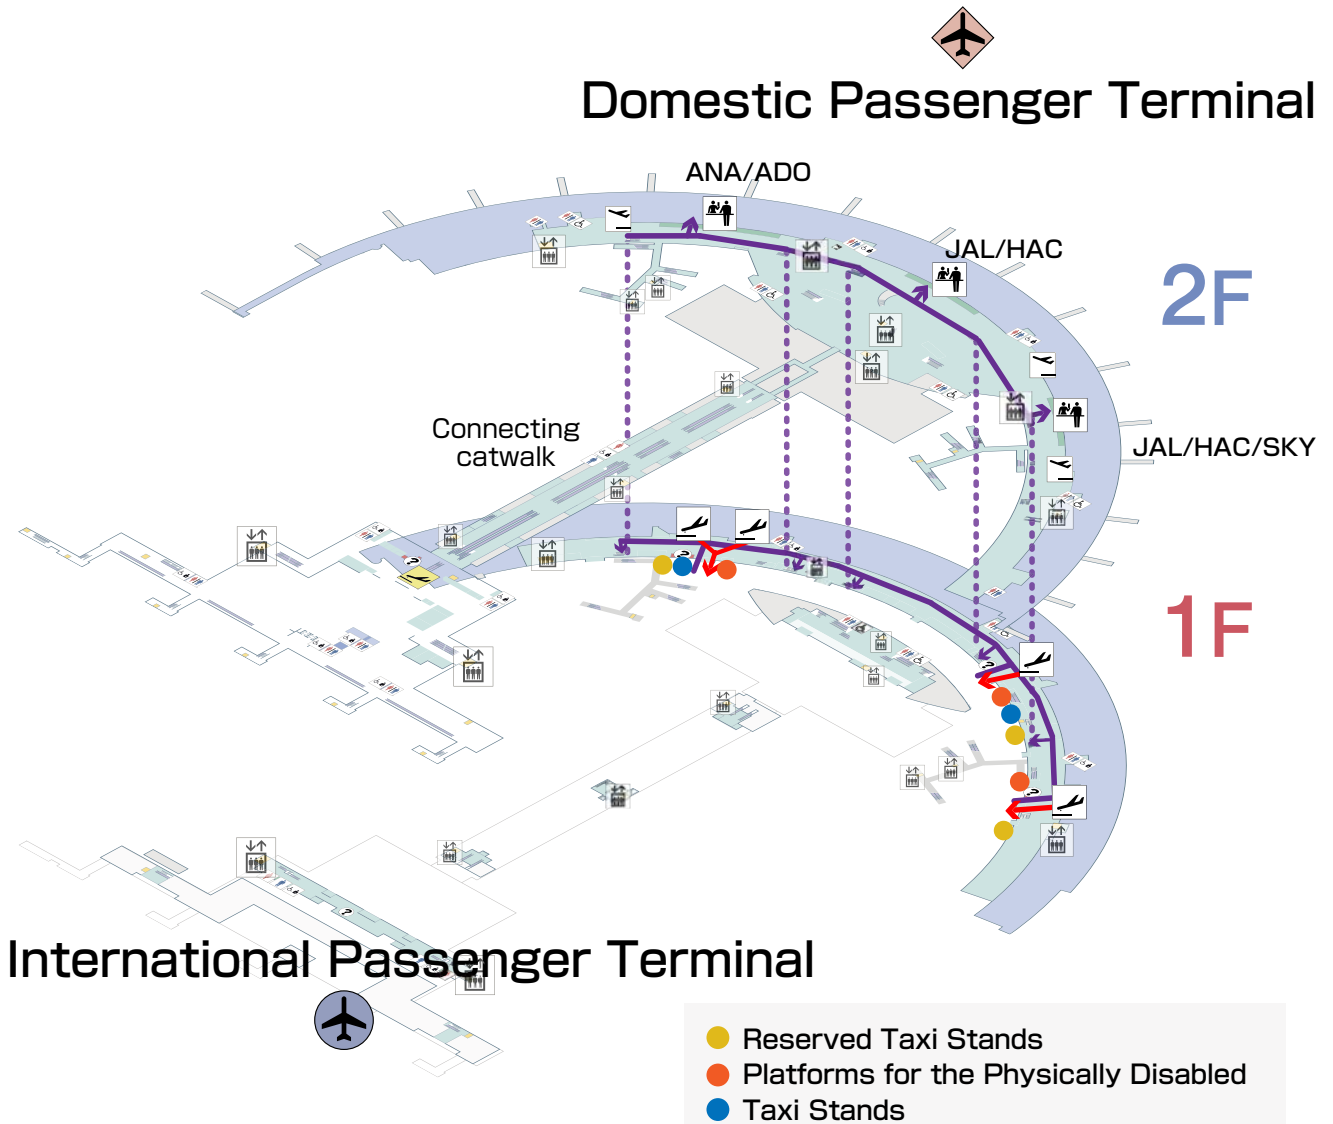 Domestic Passenger Terminal
ANA/ADO
JAL/HAC
2F
Connecting
catwalk
JAL/HAC/SKY
?
?
1F
?
?
?
International Passenger Terminal
Reserved Taxi Stands
Platforms for the Physically Disabled
Taxi Stands